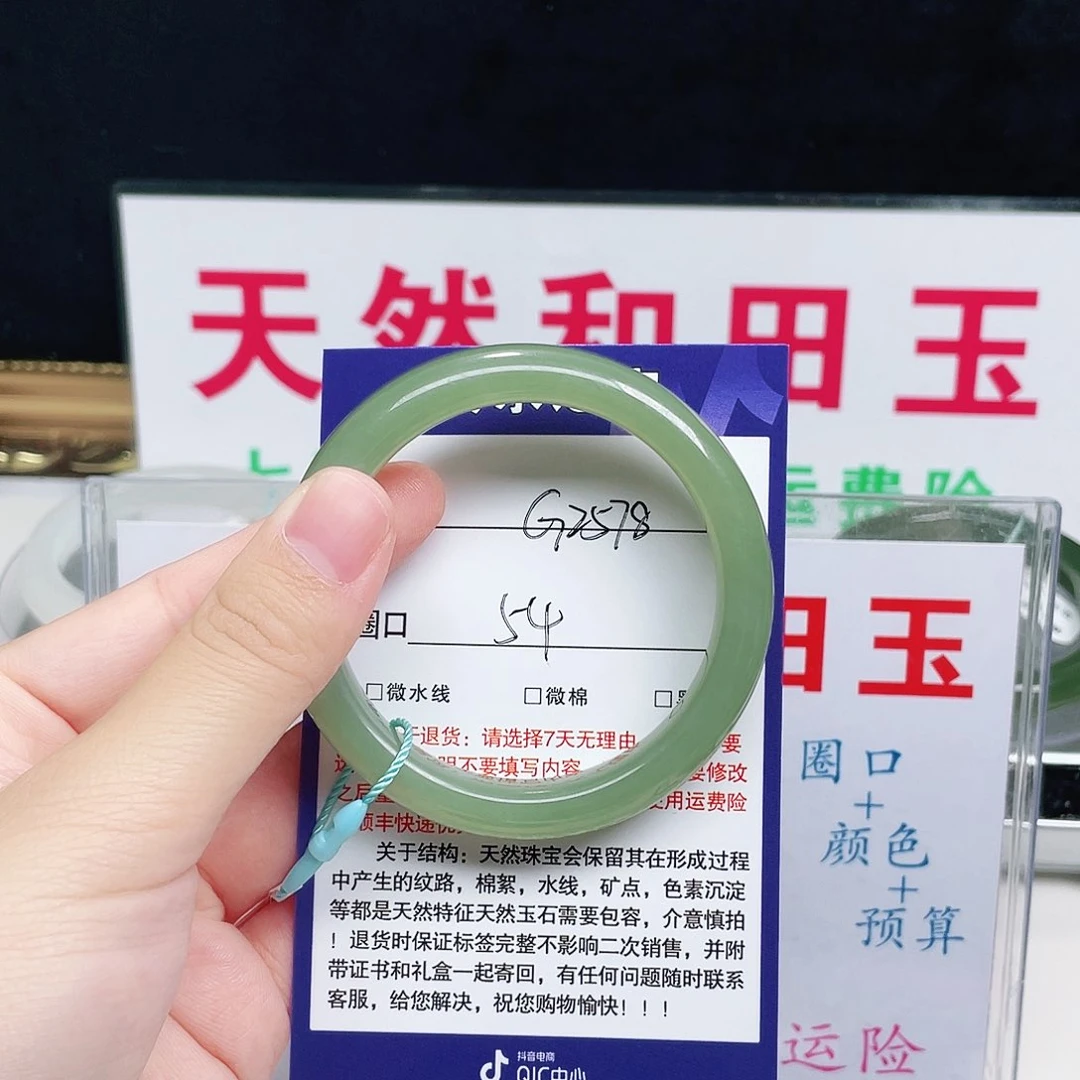 天然和田玉
运费险
G2578
圈口 54
□微水线 □微棉 □
退货：请选择7天无理由 要
不要填写内容 要修改
之后 使用运费险
顺丰快递
关于结构：天然珠宝会保留其在形成过程
中产生的纹路，棉絮，水线，矿点，色素沉淀
等都是天然特征天然玉石需要包容，介意慎拍
！退货时保证标签完整不影响二次销售，并附
带证书和礼盒一起寄回，有任何问题随时联系
客服，给您解决，祝您购物愉快！！！
抖音电商
QIC中心
田玉
圈口
+
颜色
+
预算
运险